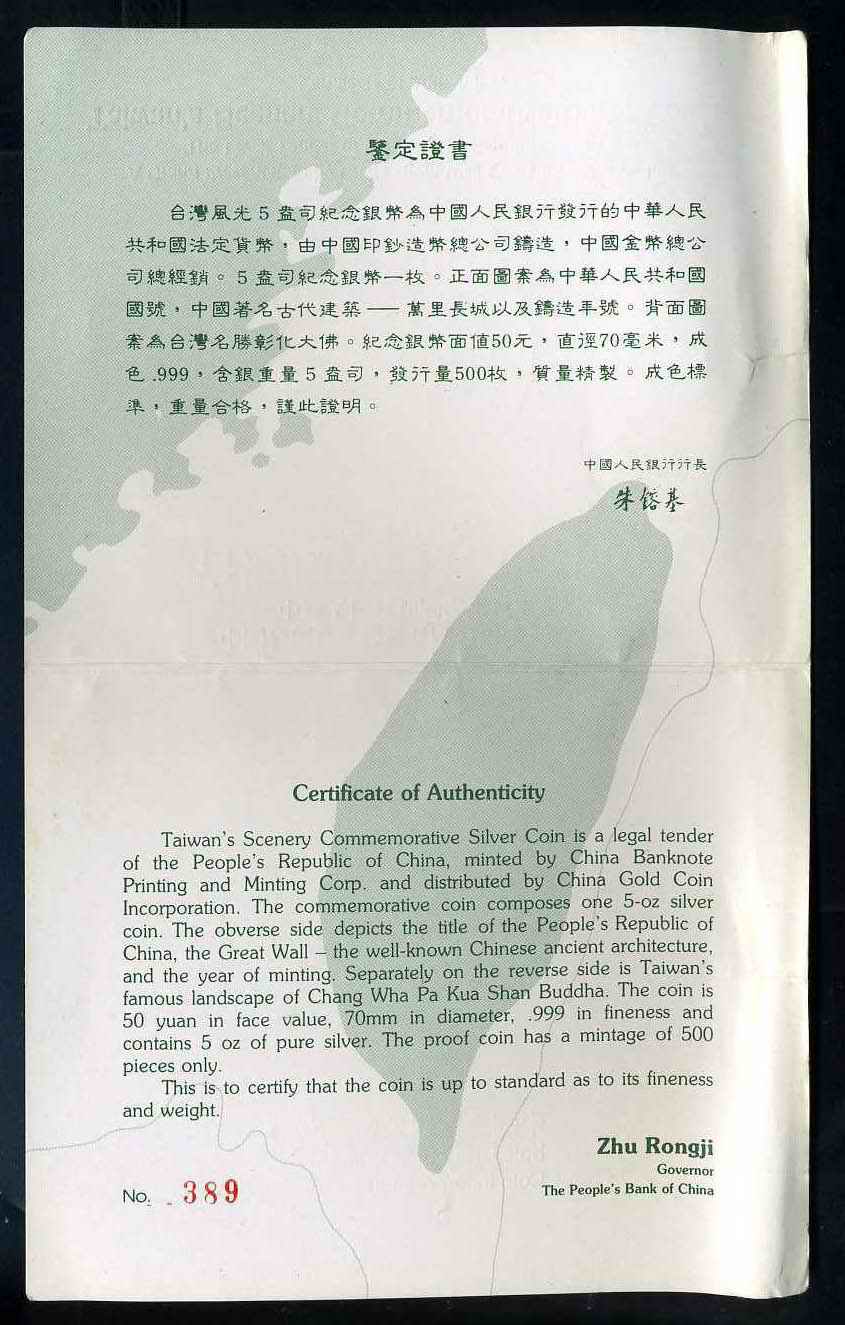 鑒定證書
台灣風光 5 盎司紀念銀幣為中國人民銀行發行的中華人民
共和國法定貨幣，由中國印鈔造幣總公司鑄造，中國金幣總公
司總經銷。5 盎司紀念銀幣一枚。正面圖案為中華人民共和國
國號，中國著名古代建築 —— 萬里長城以及鑄造年號。背面圖
案為台灣名勝彰化大佛。紀念銀幣面值50元，直徑70毫米，成
色 .999，含銀重量 5 盎司，發行量500枚，質量精製。成色標
準，重量合格，謹此證明。
中國人民銀行行長
朱鎔基
Certificate of Authenticity
Taiwan's Scenery Commemorative Silver Coin is a legal tender
of the People's Republic of China, minted by China Banknote
Printing and Minting Corp. and distributed by China Gold Coin
Incorporation. The commemorative coin composes one 5-oz silver
coin. The obverse side depicts the title of the People's Republic of
China, the Great Wall – the well-known Chinese ancient architecture,
and the year of minting. Separately on the reverse side is Taiwan's
famous landscape of Chang Wha Pa Kua Shan Buddha. The coin is
50 yuan in face value, 70mm in diameter, .999 in fineness and
contains 5 oz of pure silver. The proof coin has a mintage of 500
pieces only.
This is to certify that the coin is up to standard as to its fineness
and weight.
Zhu Rongji
Governor
The People's Bank of China
No. 389